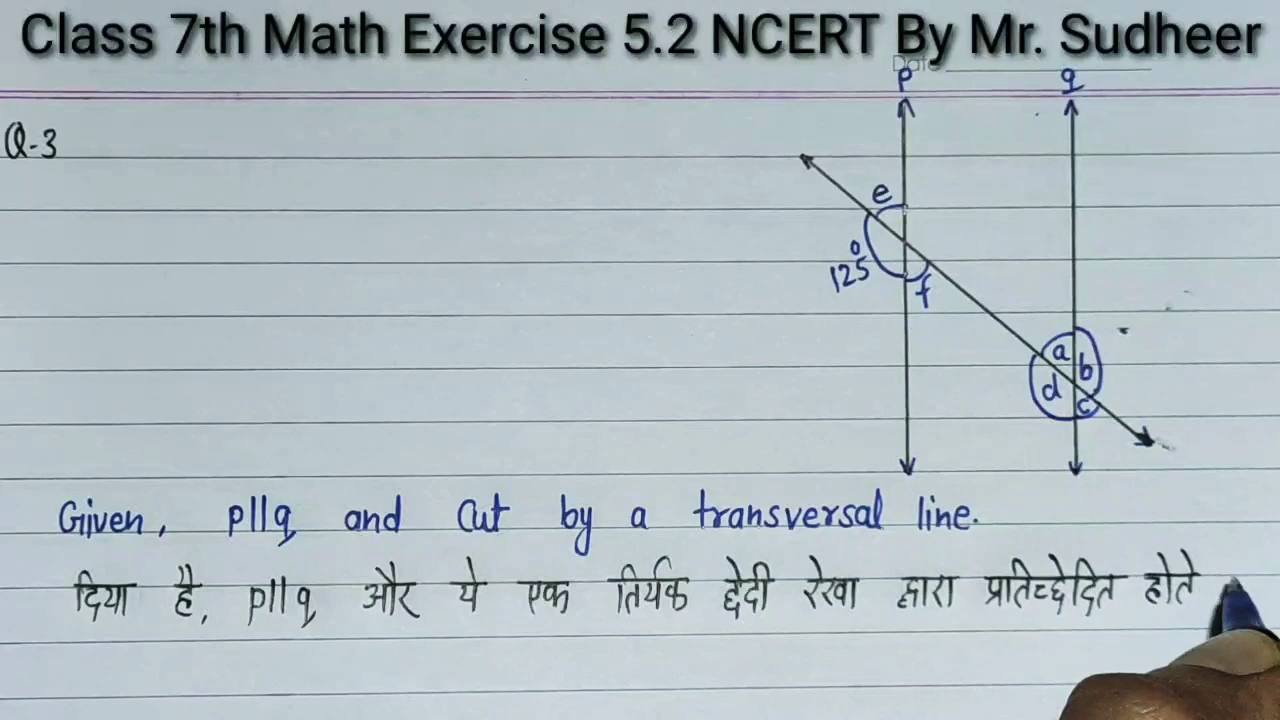 Class 7th Math Exercise 5.2 NCERT By Mr. Sudheer
Date
p
q
Q-3
e
125°
f
a
b
d
c
Given, p||q and cut by a transversal line.
दिया है, p||q और ये एक तिर्यक छेदी रेखा द्वारा प्रतिच्छेदित होते